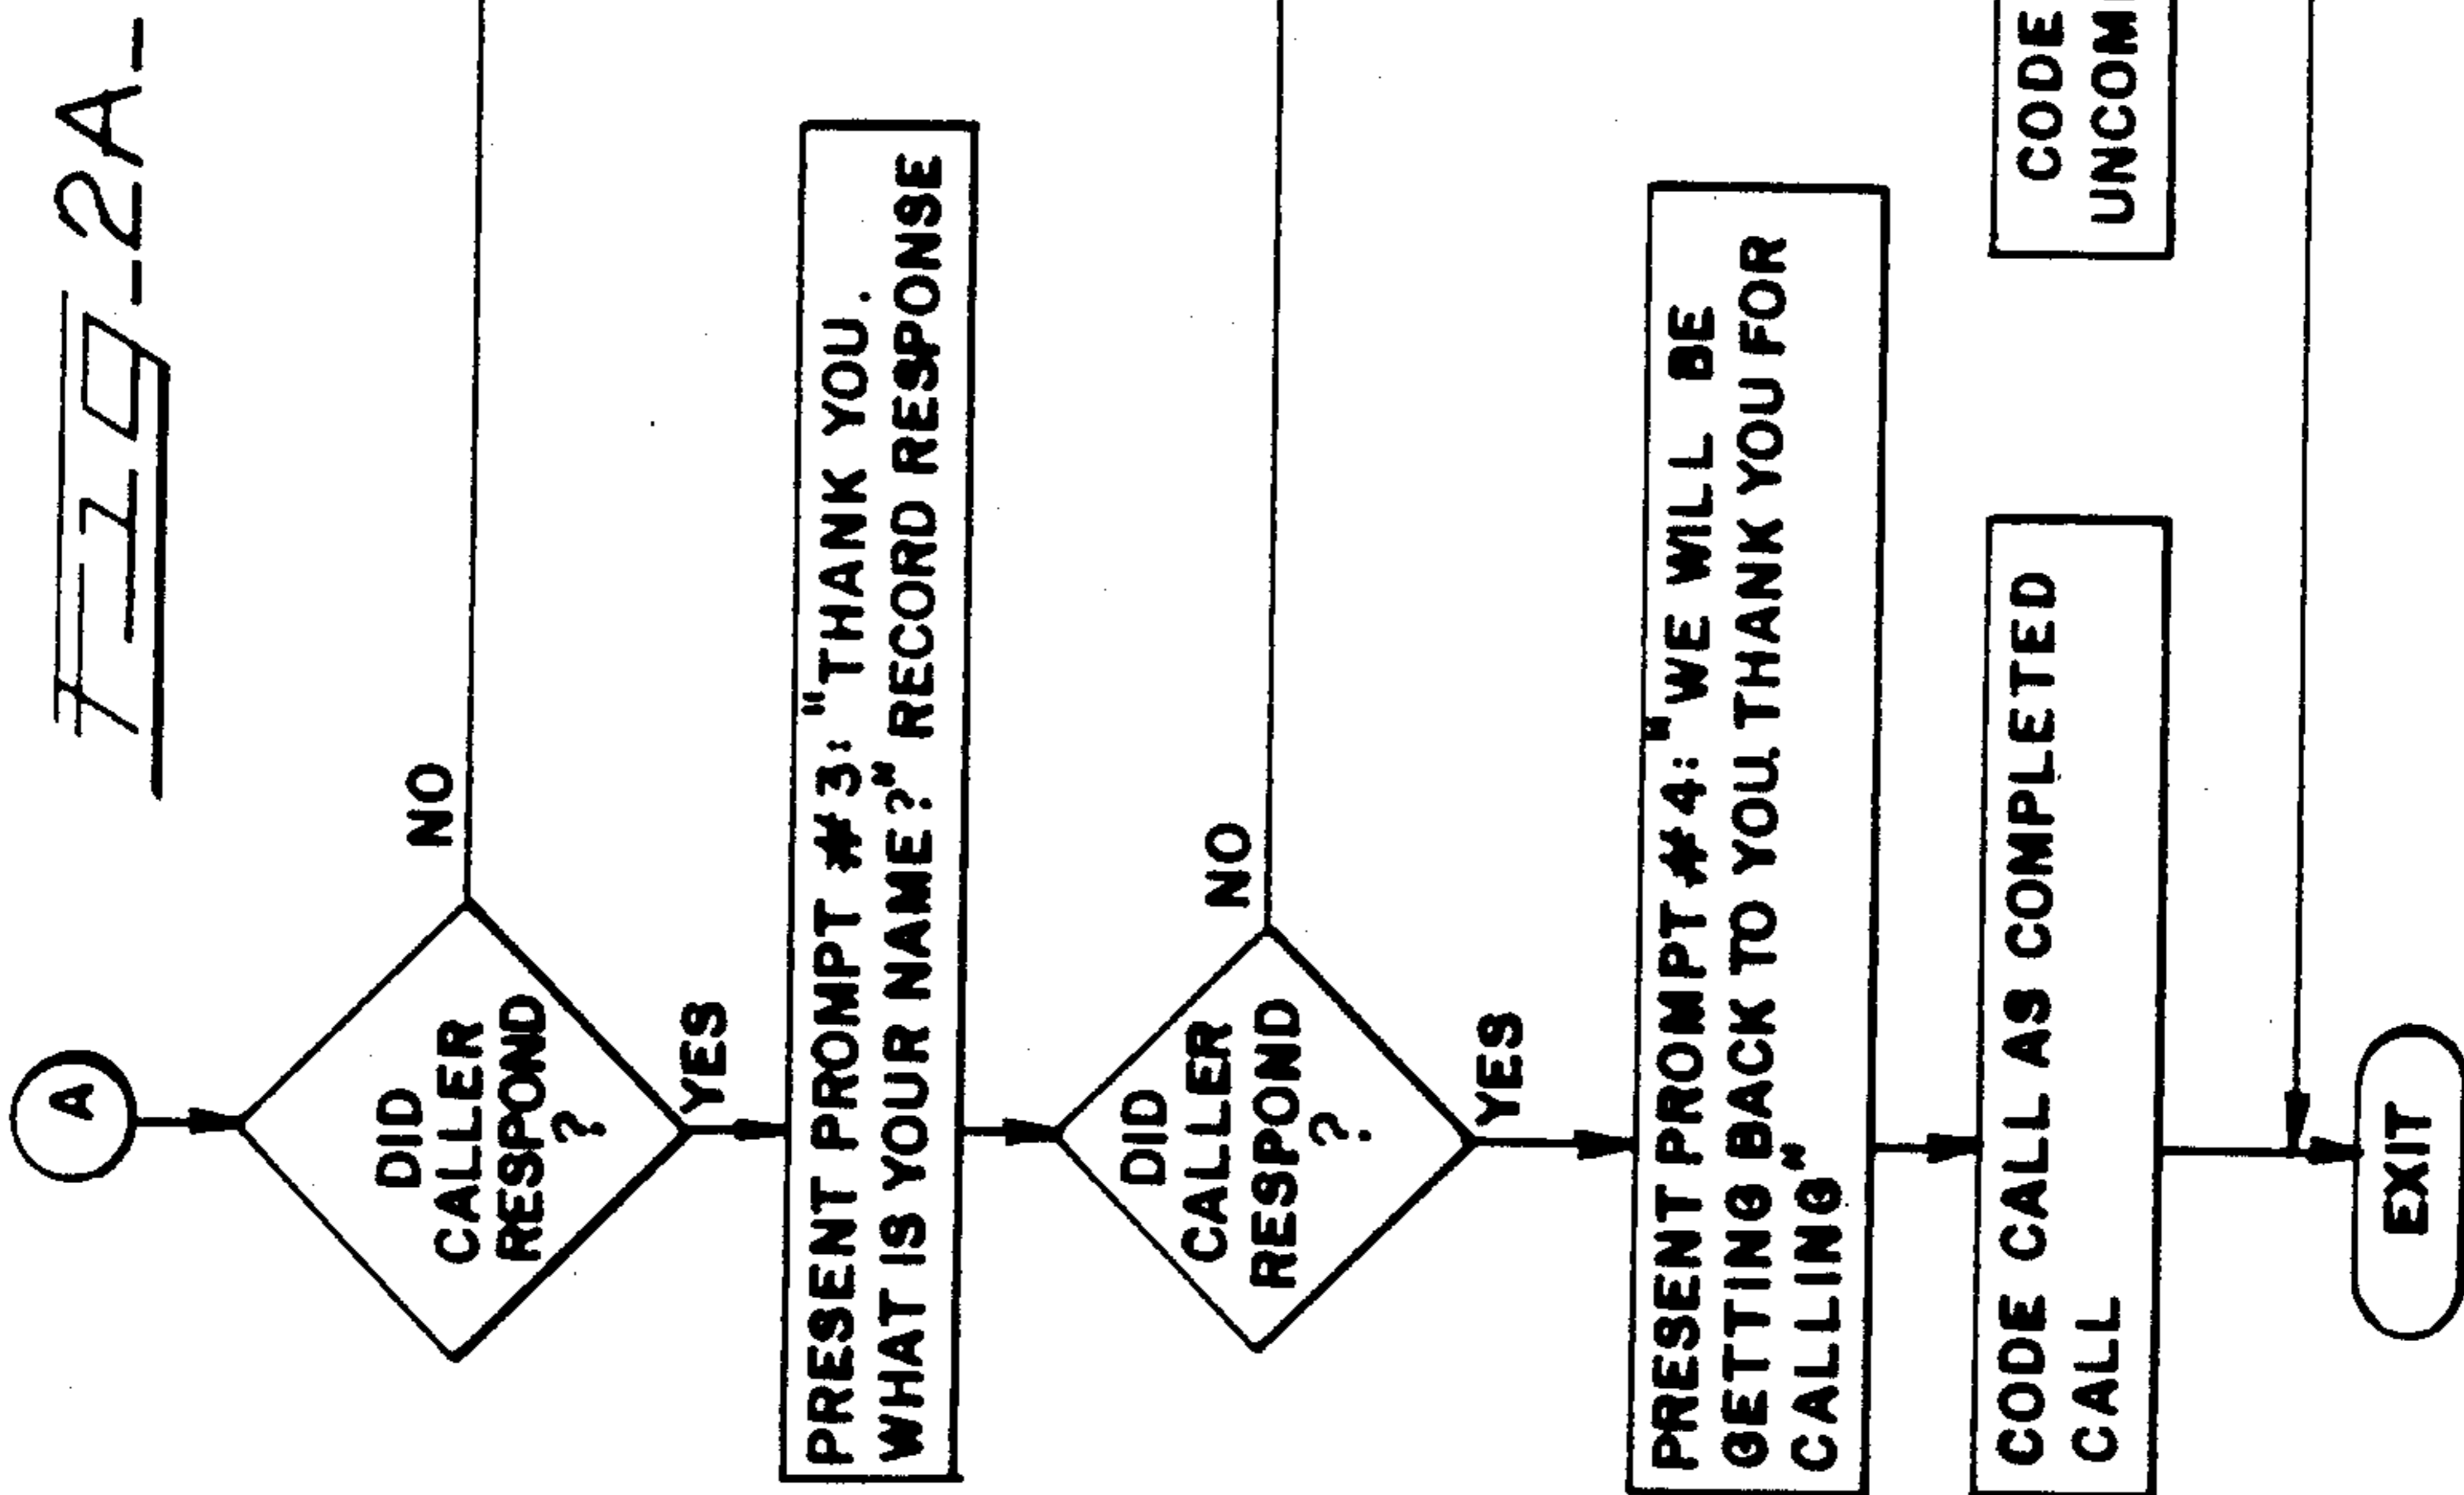 Fig_2A_
A
DID
CALLER
RESPOND
?
NO
YES
PRESENT PROMPT #3: "THANK YOU.
WHAT IS YOUR NAME?" RECORD RESPONSE
DID
CALLER
RESPOND
?
NO
YES
PRESENT PROMPT #4: "WE WILL BE
GETTING BACK TO YOU. THANK YOU FOR
CALLING"
CODE CALL AS COMPLETED
CALL
CODE
UNCOM
EXIT